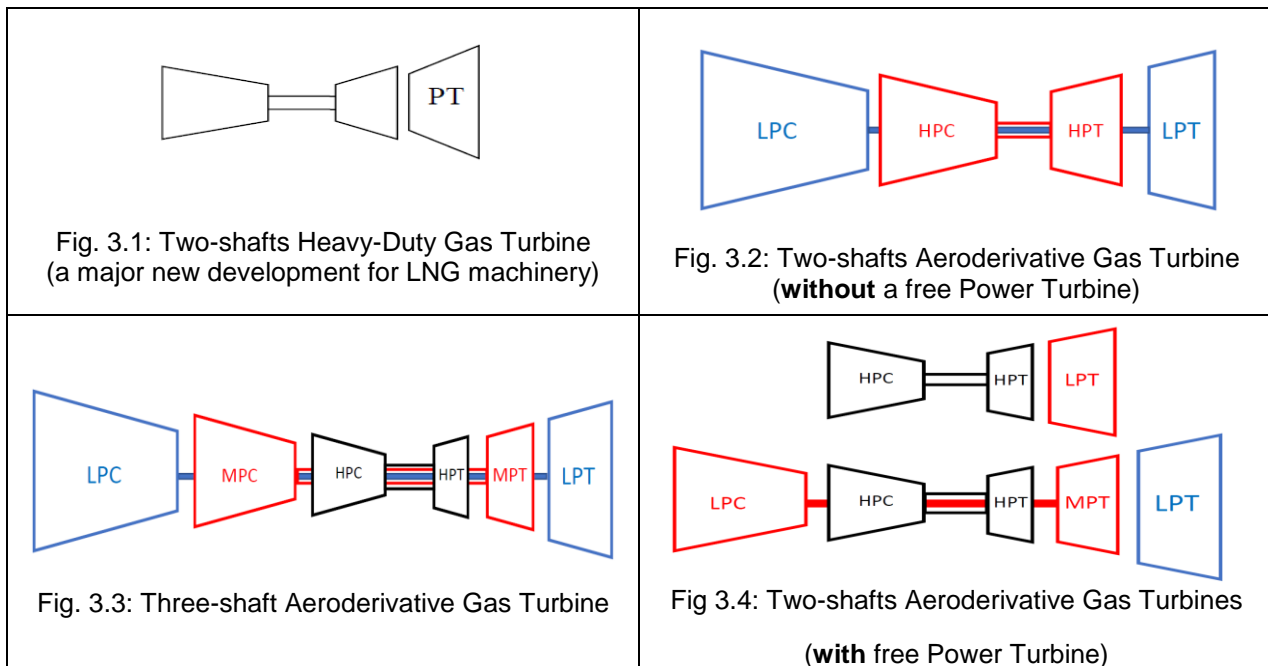 PT
Fig. 3.1: Two-shafts Heavy-Duty Gas Turbine
(a major new development for LNG machinery)
LPC HPC HPT LPT
Fig. 3.2: Two-shafts Aeroderivative Gas Turbine
(without a free Power Turbine)
LPC MPC HPC HPT MPT LPT
Fig. 3.3: Three-shaft Aeroderivative Gas Turbine
HPC HPT LPT
LPC HPC HPT MPT LPT
Fig 3.4: Two-shafts Aeroderivative Gas Turbines
(with free Power Turbine)